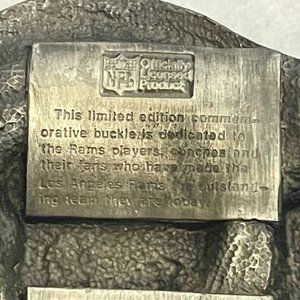 NFL
Officially
Licensed
Product
This limited edition commem-
orative buckle is dedicated to
the Rams players, coaches and
their fans who have made the
Los Angeles Rams the outstand-
ing team they are today.